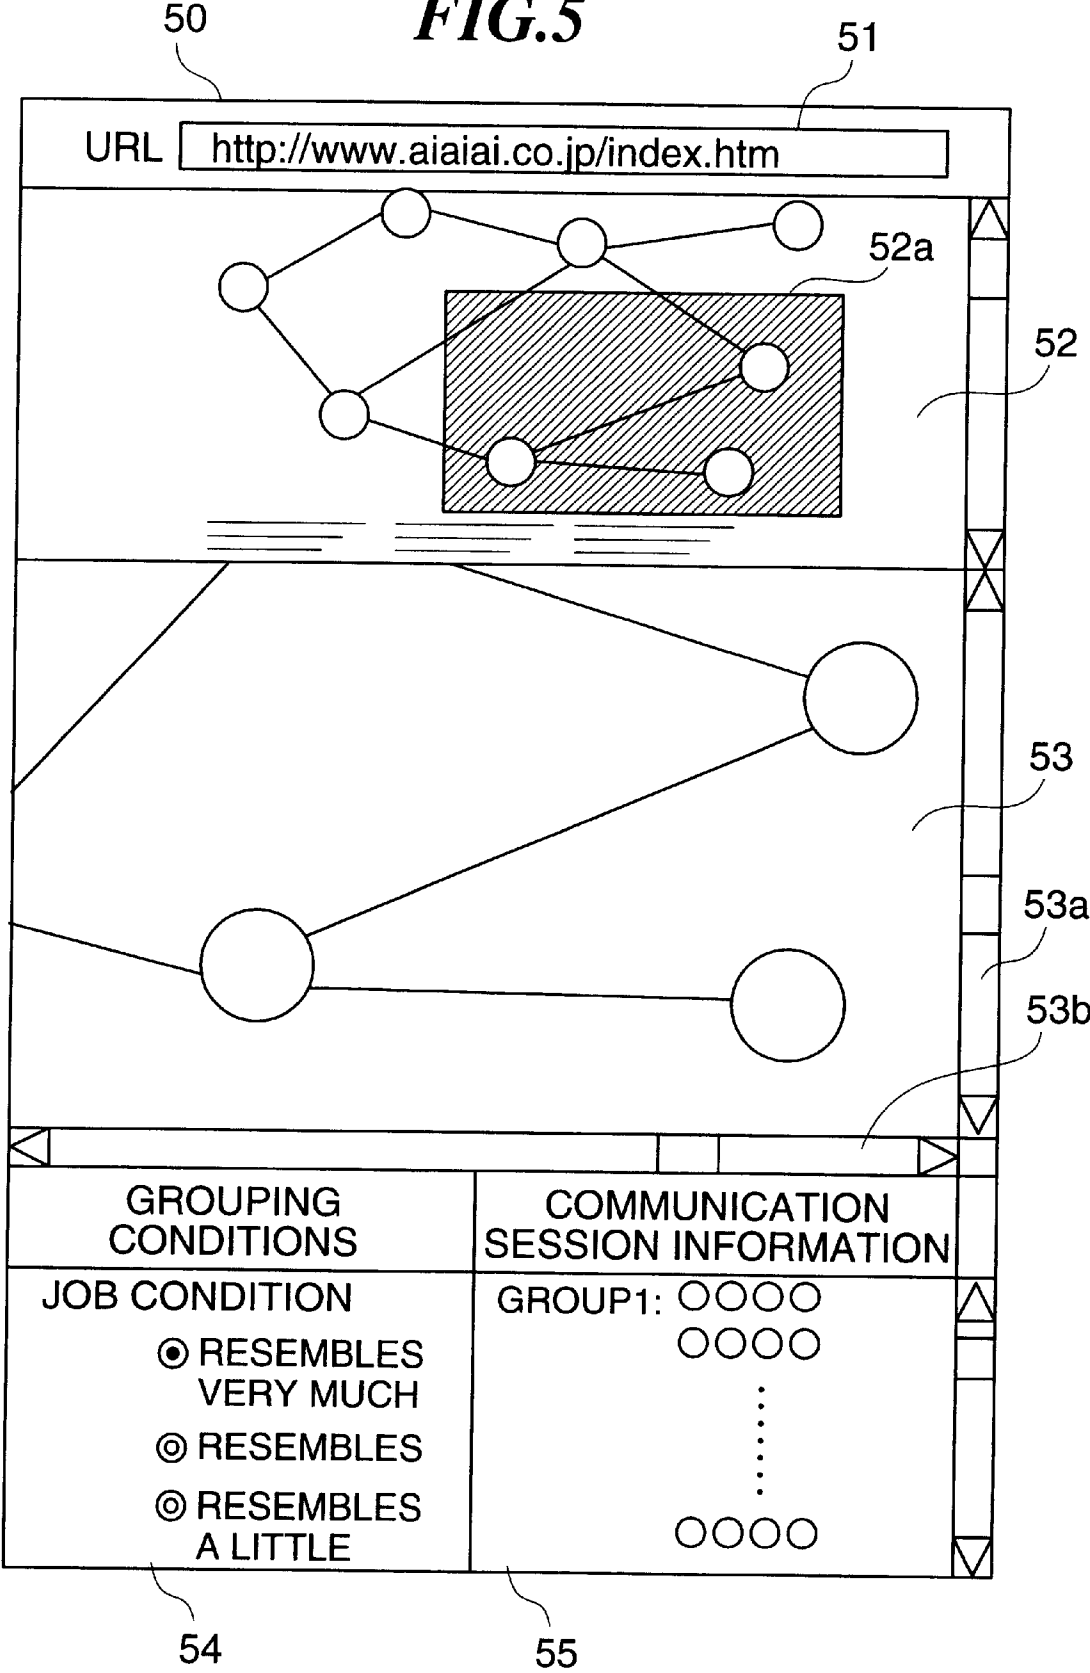 FIG.5
50
51
URL http://www.aiaiai.co.jp/index.htm
52a
52
53
53a
53b
GROUPING
CONDITIONS
COMMUNICATION
SESSION INFORMATION
JOB CONDITION
RESEMBLES
VERY MUCH
RESEMBLES
RESEMBLES
A LITTLE
GROUP1: ○○○○
○○○○
○○○○
54
55